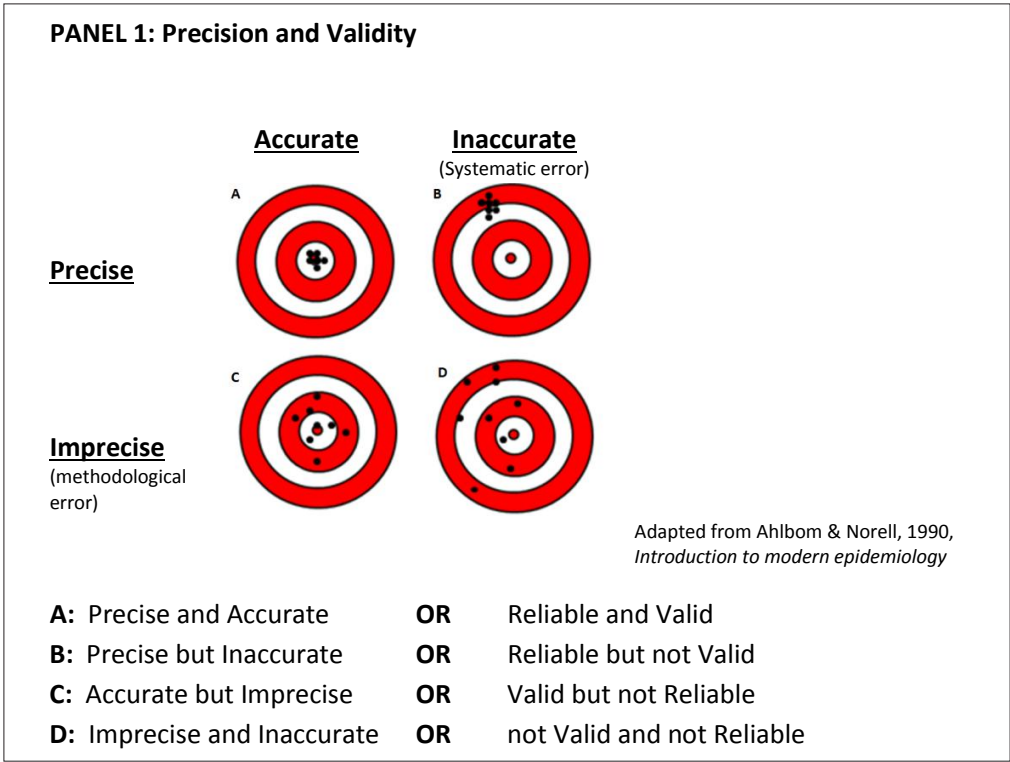 PANEL 1: Precision and Validity
Accurate
Inaccurate
(Systematic error)
A
B
Precise
C
D
Imprecise
(methodological
error)
Adapted from Ahlbom & Norell, 1990,
Introduction to modern epidemiology
A: Precise and Accurate OR Reliable and Valid
B: Precise but Inaccurate OR Reliable but not Valid
C: Accurate but Imprecise OR Valid but not Reliable
D: Imprecise and Inaccurate OR not Valid and not Reliable